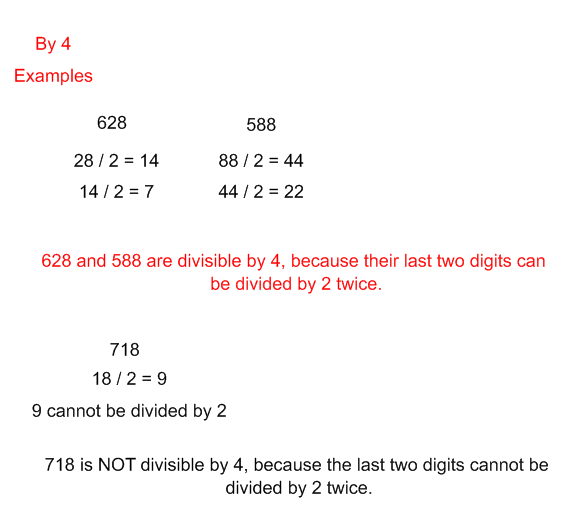 By 4
Examples
628 588
28 / 2 = 14 88 / 2 = 44
14 / 2 = 7 44 / 2 = 22
628 and 588 are divisible by 4, because their last two digits can
be divided by 2 twice.
718
18 / 2 = 9
9 cannot be divided by 2
718 is NOT divisible by 4, because the last two digits cannot be
divided by 2 twice.